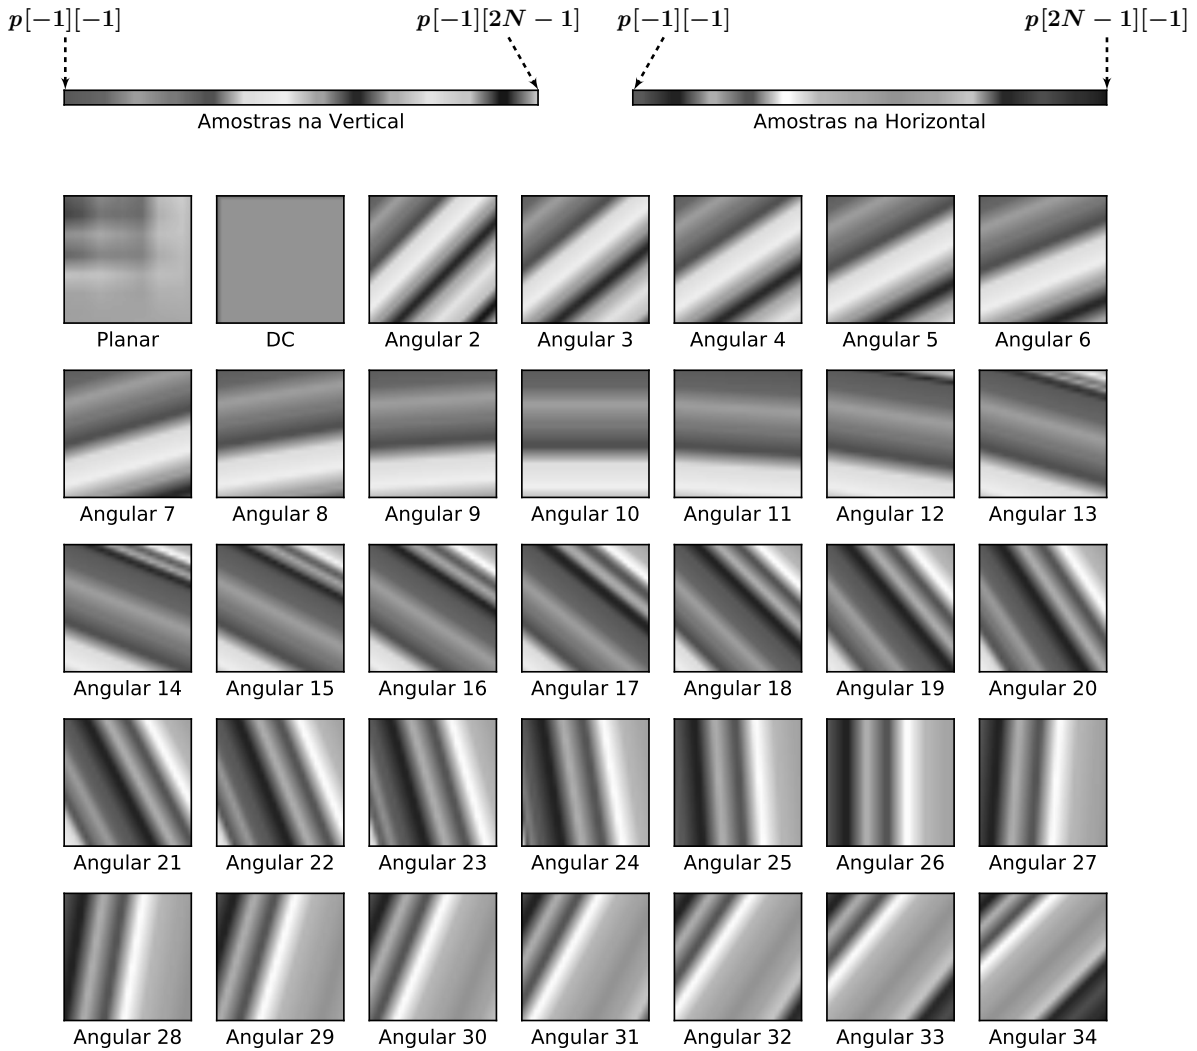 p[−1][−1] p[−1][2N − 1] p[−1][−1] p[2N − 1][−1]
Amostras na Vertical Amostras na Horizontal
Planar DC Angular 2 Angular 3 Angular 4 Angular 5 Angular 6
Angular 7 Angular 8 Angular 9 Angular 10 Angular 11 Angular 12 Angular 13
Angular 14 Angular 15 Angular 16 Angular 17 Angular 18 Angular 19 Angular 20
Angular 21 Angular 22 Angular 23 Angular 24 Angular 25 Angular 26 Angular 27
Angular 28 Angular 29 Angular 30 Angular 31 Angular 32 Angular 33 Angular 34